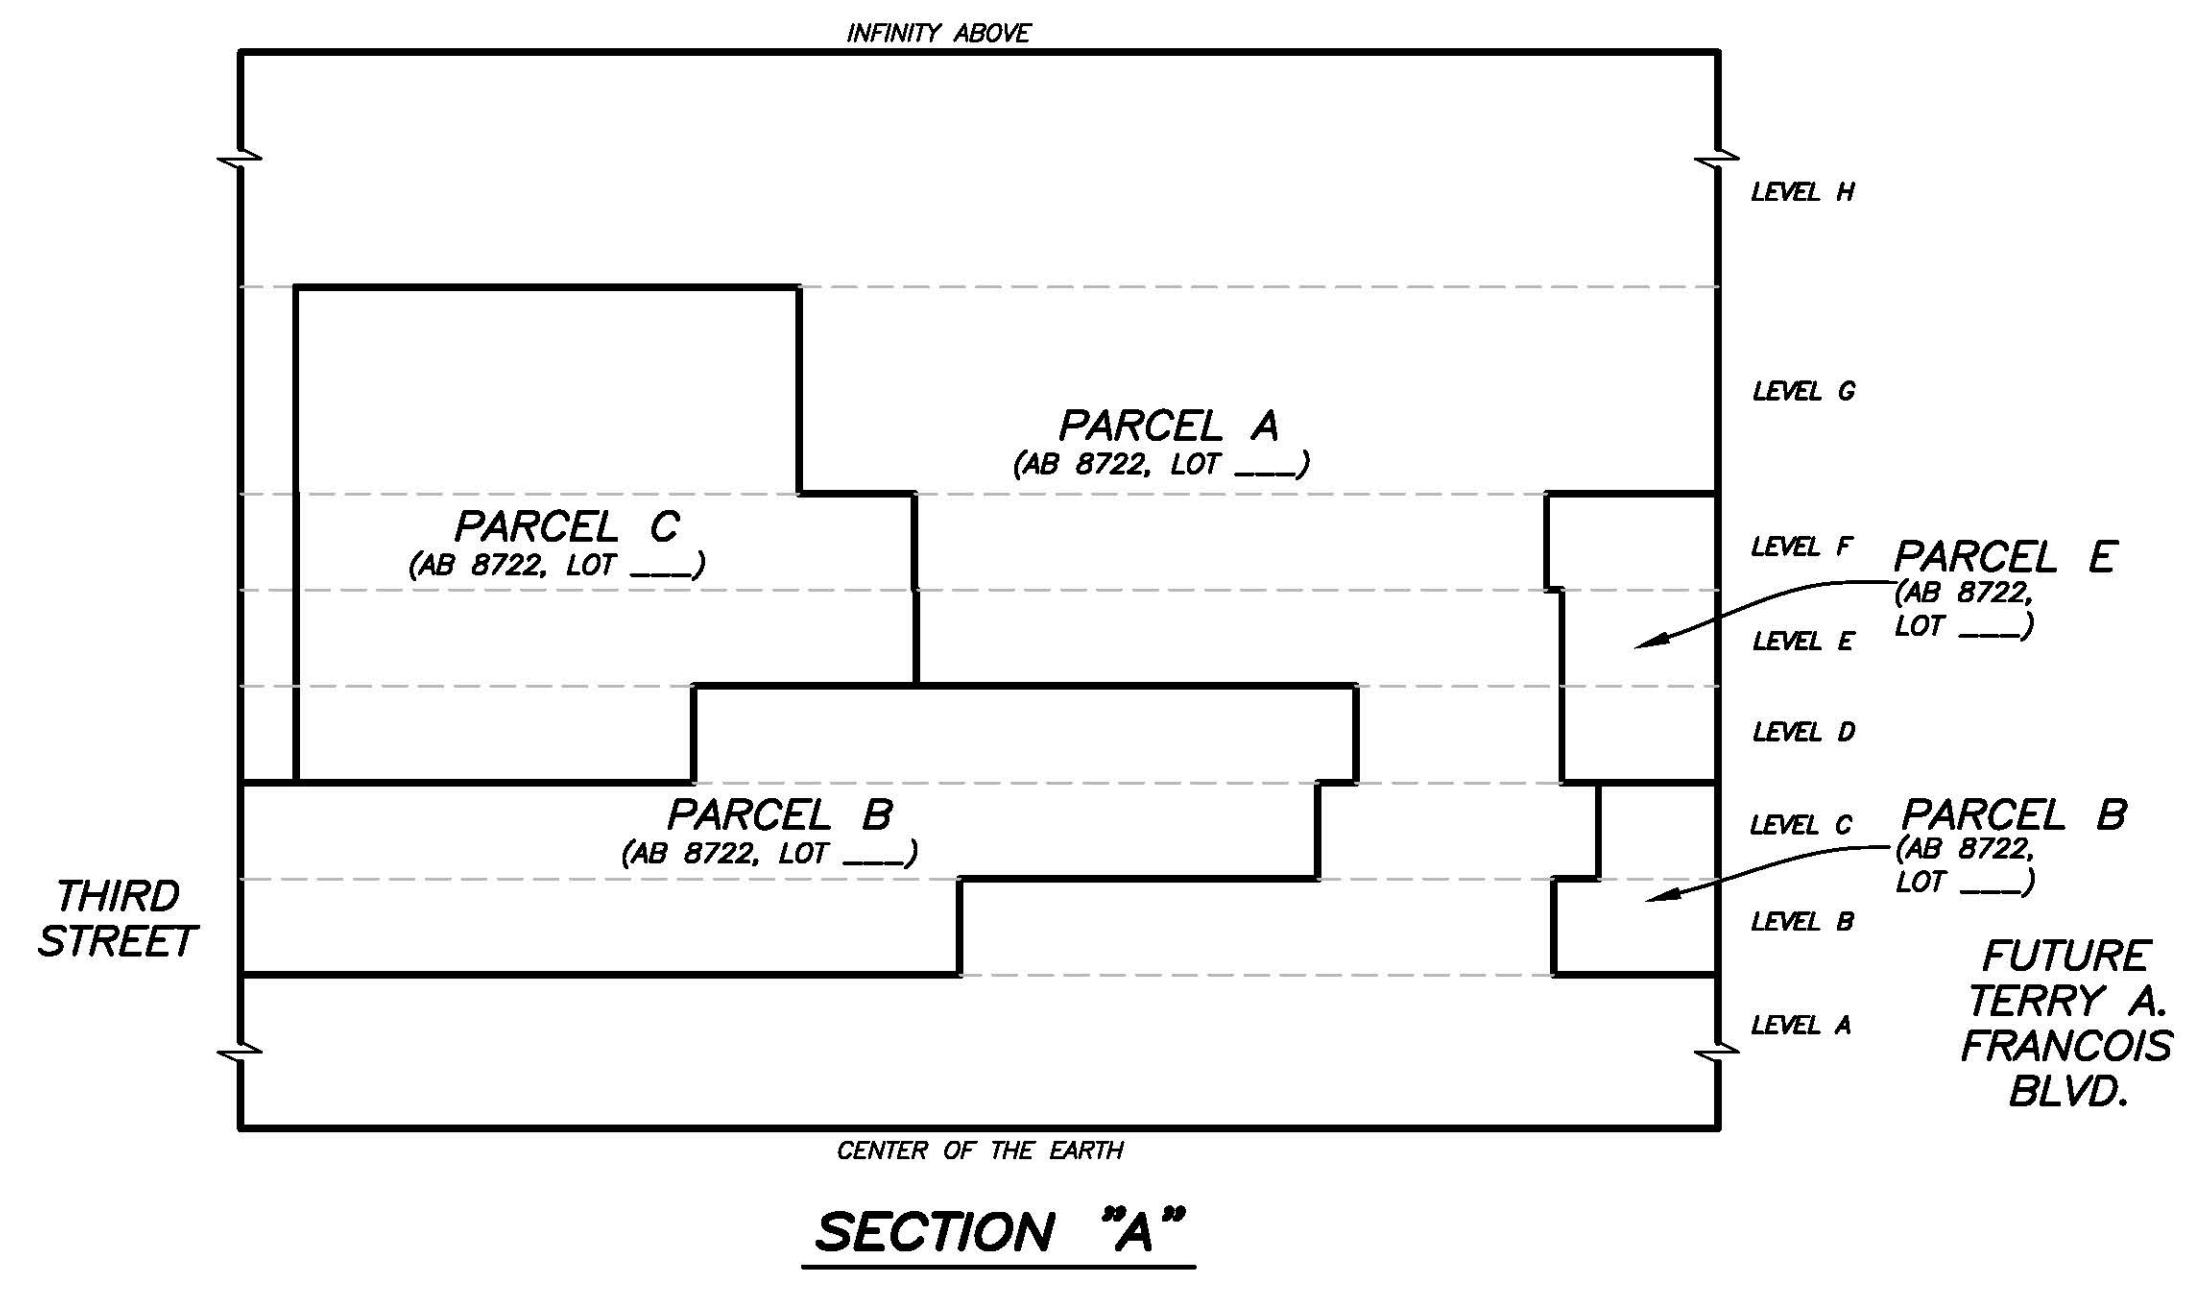 INFINITY ABOVE
LEVEL H
LEVEL G
PARCEL A
(AB 8722, LOT ___)
PARCEL C
(AB 8722, LOT ___)
LEVEL F
PARCEL E
(AB 8722,
LOT ___)
LEVEL E
LEVEL D
PARCEL B
(AB 8722, LOT ___)
LEVEL C
PARCEL B
(AB 8722,
LOT ___)
THIRD
STREET
LEVEL B
FUTURE
TERRY A.
FRANCOIS
BLVD.
LEVEL A
CENTER OF THE EARTH
SECTION "A"